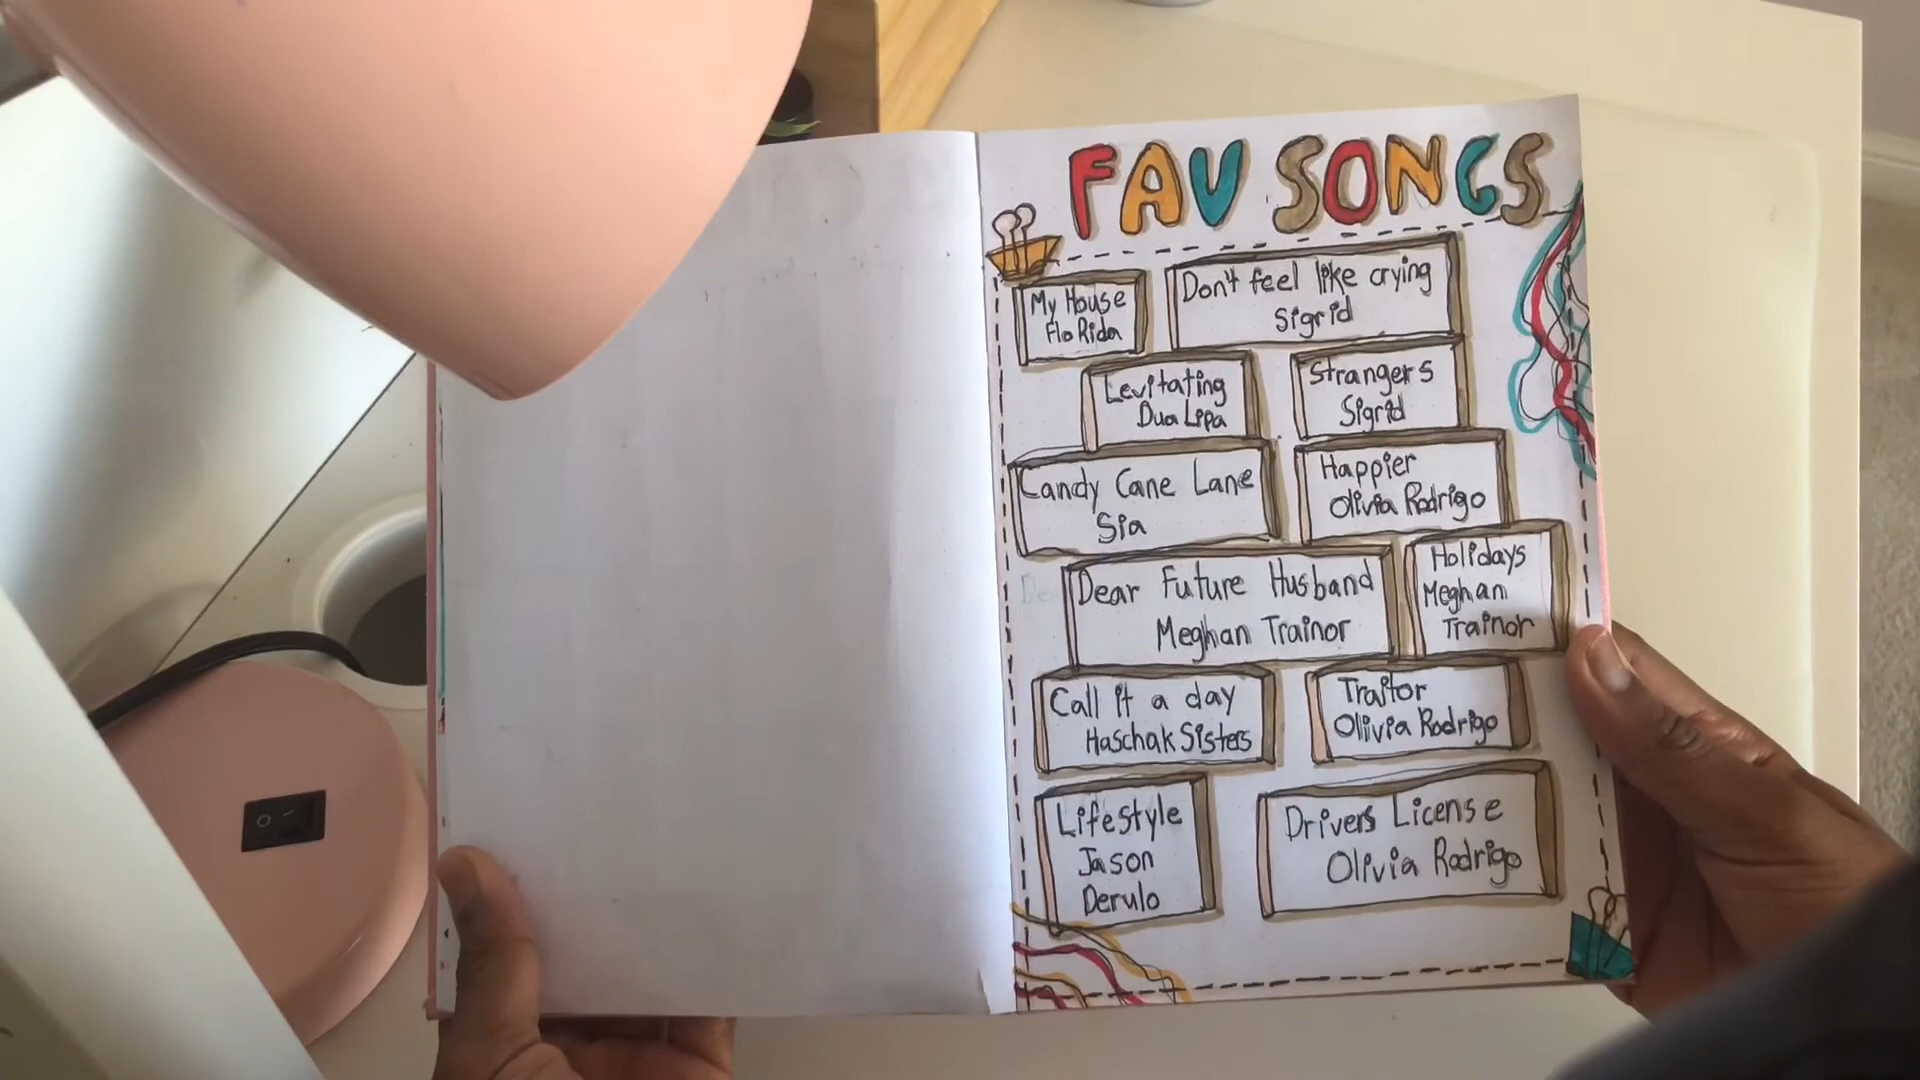 FAV SONGS
My House
Flo Rida
Don't feel like crying
Sigrid
Levitating
Dua Lipa
Strangers
Sigrid
Candy Cane Lane
Sia
Happier
Olivia Rodrigo
Dear Future Husband
Meghan Trainor
Holidays
Meghan
Trainor
Call it a day
Haschak Sisters
Traitor
Olivia Rodrigo
Lifestyle
Jason
Derulo
Drivers License
Olivia Rodrigo